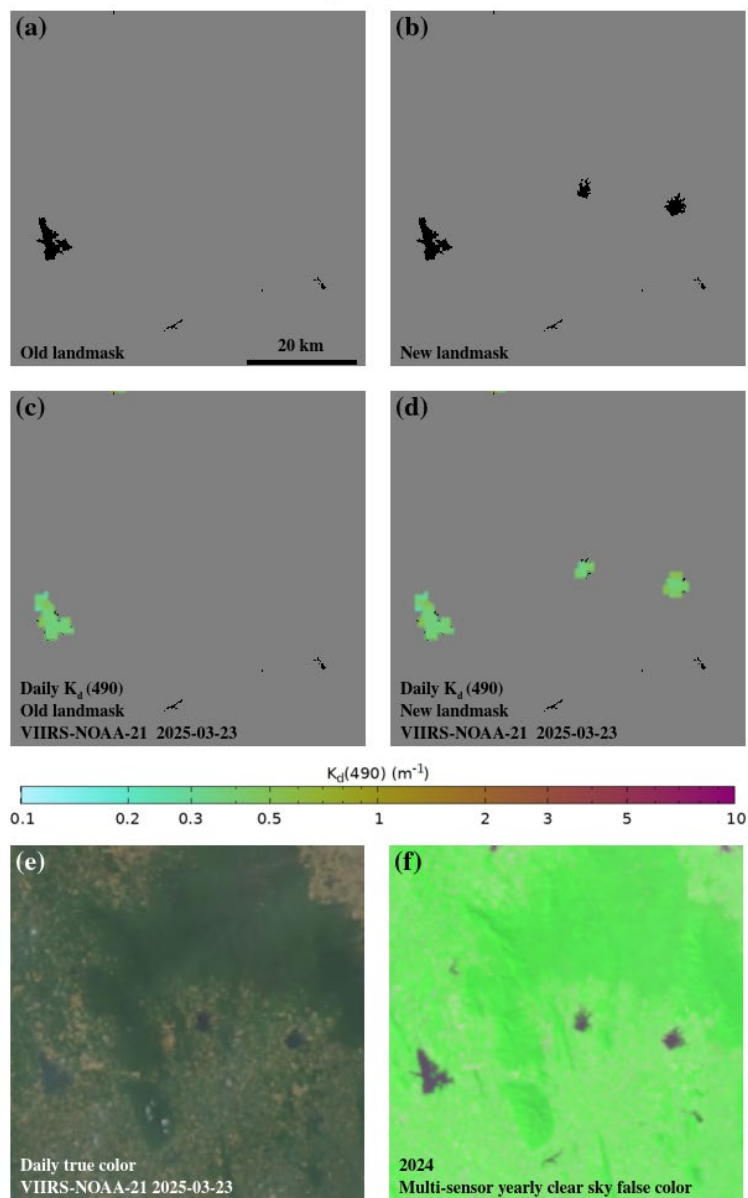 (a)
(b)
Old landmask
20 km
New landmask
(c)
(d)
Daily K_d (490)
Old landmask
VIIRS-NOAA-21 2025-03-23
Daily K_d (490)
New landmask
VIIRS-NOAA-21 2025-03-23
K_d(490) (m⁻¹)
0.1 0.2 0.3 0.5 1 2 3 5 10
(e)
(f)
Daily true color
VIIRS-NOAA-21 2025-03-23
2024
Multi-sensor yearly clear sky false color